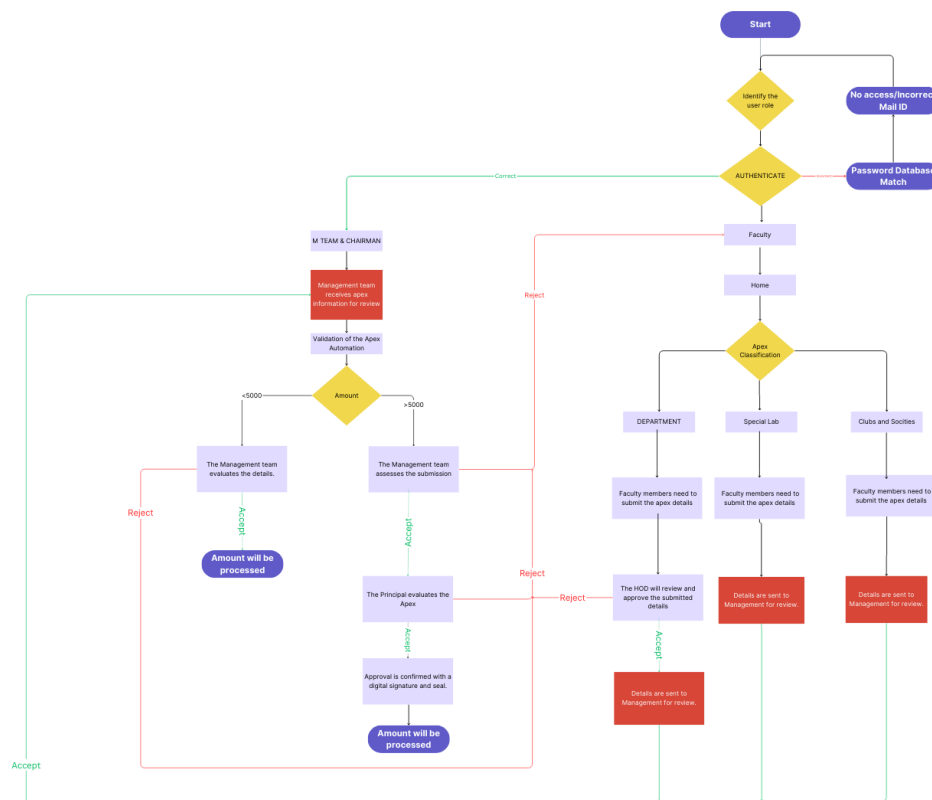 Start
Identify the
user role
No access/Incorrec
Mail ID
AUTHENTICATE
Password Database
Match
Correct
M TEAM & CHAIRMAN
Faculty
Management team
receives apex
information for review
Home
Reject
Validation of the Apex
Automation
Apex
Classification
<5000
Amount
>5000
DEPARTMENT
Special Lab
Clubs and Socities
The Management team
evaluates the details.
The Management team
assesses the submission
Faculty members need to
submit the apex details
Faculty members need to
submit the apex details
Faculty members need to
submit the apex details
Reject
Accept
Accept
Amount will be
processed
Reject
The Principal evaluates the
Apex
Reject
The HOD will review and
approve the submitted
details
Details are sent to
Management for review.
Details are sent to
Management for review.
Accept
Accept
Approval is confirmed with a
digital signature and seal.
Details are sent to
Management for review.
Amount will be
processed
Accept